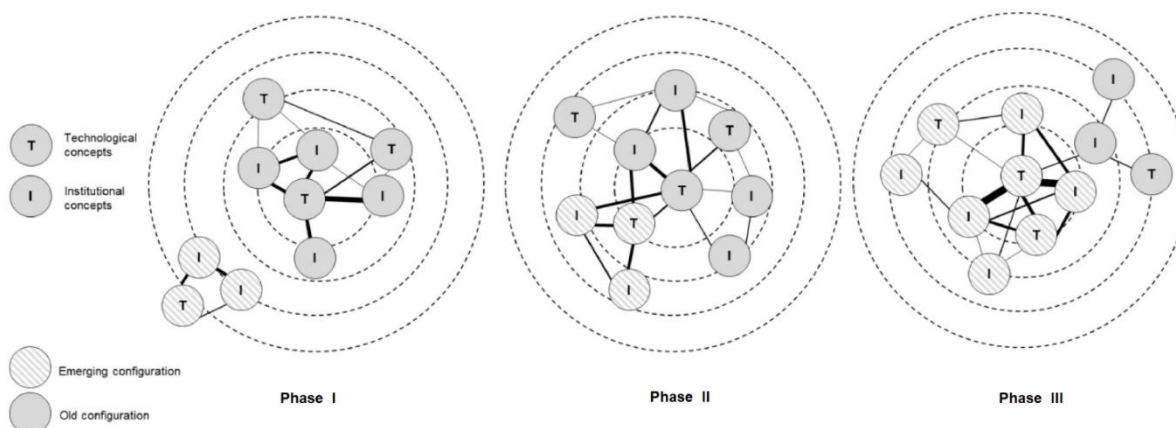 T
Technological
concepts
I
Institutional
concepts
Emerging configuration
Old configuration
T
T
I
I
T
I
I
I
T
I
Phase I
I
T
T
I
T
I
I
T
I
I
Phase II
I
T
I
I
I
T
T
I
I
T
I
Phase III